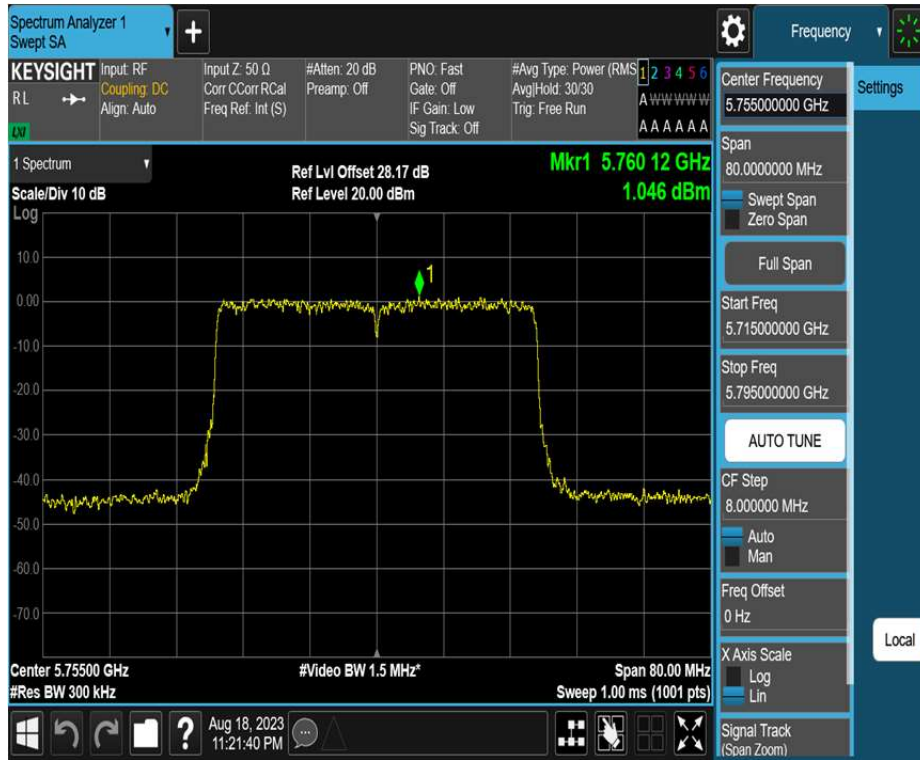 Spectrum Analyzer 1
Swept SA
+
Frequency
KEYSIGHT
RL
LXI
Input: RF
Coupling: DC
Align: Auto
Input Z: 50 Ω
Corr CCorr RCal
Freq Ref: Int (S)
#Atten: 20 dB
Preamp: Off
PNO: Fast
Gate: Off
IF Gain: Low
Sig Track: Off
#Avg Type: Power (RMS
Avg|Hold: 30/30
Trig: Free Run
1 2 3 4 5 6
A W W W W W
A A A A A A
1 Spectrum
Scale/Div 10 dB
Log
Ref Lvl Offset 28.17 dB
Ref Level 20.00 dBm
Mkr1 5.760 12 GHz
1.046 dBm
1
10.0
0.00
-10.0
-20.0
-30.0
-40.0
-50.0
-60.0
-70.0
Center 5.75500 GHz
#Video BW 1.5 MHz*
Span 80.00 MHz
#Res BW 300 kHz
Sweep 1.00 ms (1001 pts)
?
Aug 18, 2023
11:21:40 PM
Center Frequency
5.755000000 GHz
Span
80.0000000 MHz
Swept Span
Zero Span
Full Span
Start Freq
5.715000000 GHz
Stop Freq
5.795000000 GHz
AUTO TUNE
CF Step
8.000000 MHz
Auto
Man
Freq Offset
0 Hz
X Axis Scale
Log
Lin
Signal Track
(Span Zoom)
Settings
Local